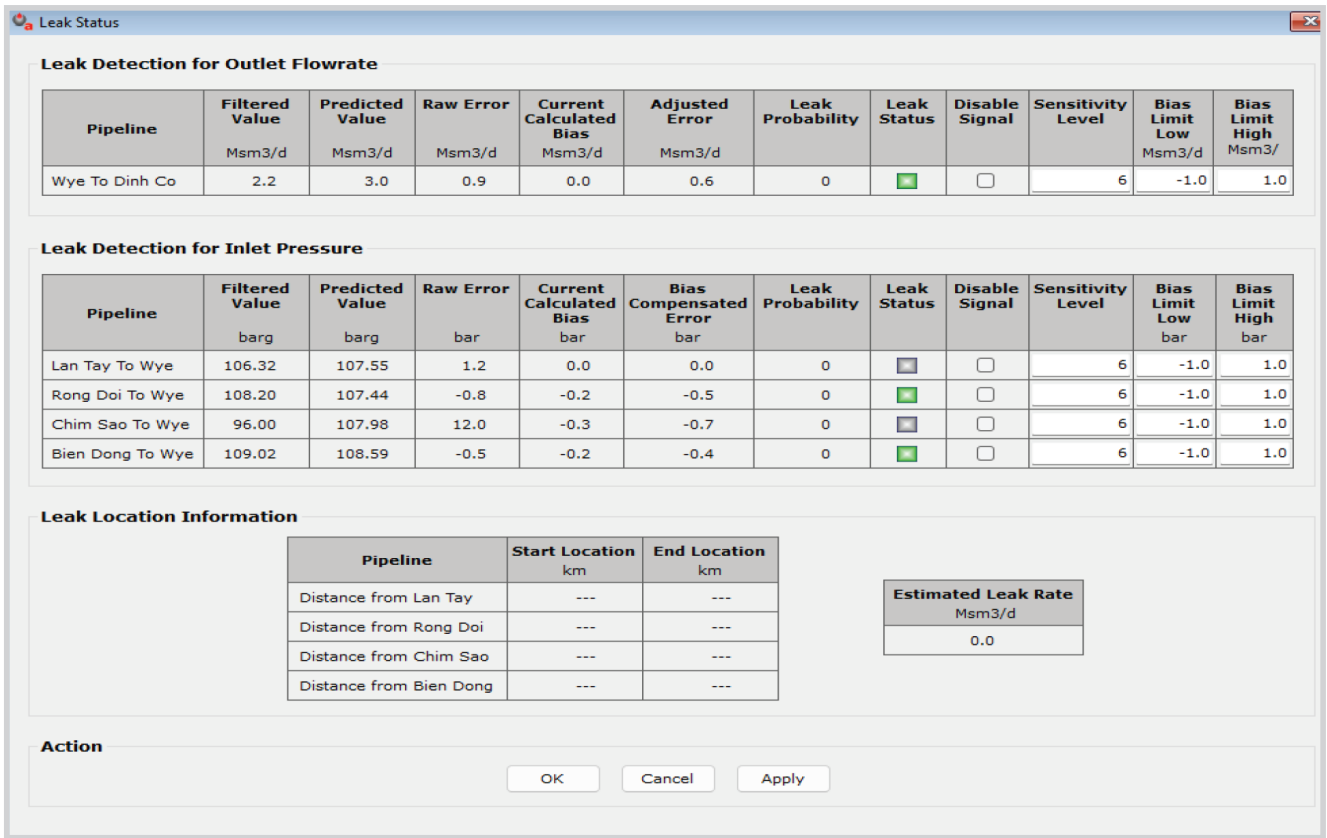 Leak Status
Leak Detection for Outlet Flowrate
Pipeline Filtered Value Msm3/d Predicted Value Msm3/d Raw Error Msm3/d Current Calculated Bias Msm3/d Adjusted Error Msm3/d Leak Probability Leak Status Disable Signal Sensitivity Level Bias Limit Low Msm3/d Bias Limit High Msm3/
Wye To Dinh Co 2.2 3.0 0.9 0.0 0.6 0 6 -1.0 1.0
Leak Detection for Inlet Pressure
Pipeline Filtered Value barg Predicted Value barg Raw Error bar Current Calculated Bias bar Bias Compensated Error bar Leak Probability Leak Status Disable Signal Sensitivity Level Bias Limit Low bar Bias Limit High bar
Lan Tay To Wye 106.32 107.55 1.2 0.0 0.0 0 6 -1.0 1.0
Rong Doi To Wye 108.20 107.44 -0.8 -0.2 -0.5 0 6 -1.0 1.0
Chim Sao To Wye 96.00 107.98 12.0 -0.3 -0.7 0 6 -1.0 1.0
Bien Dong To Wye 109.02 108.59 -0.5 -0.2 -0.4 0 6 -1.0 1.0
Leak Location Information
Pipeline Start Location km End Location km
Distance from Lan Tay --- ---
Distance from Rong Doi --- ---
Distance from Chim Sao --- ---
Distance from Bien Dong --- ---
Estimated Leak Rate
Msm3/d
0.0
Action
OK Cancel Apply